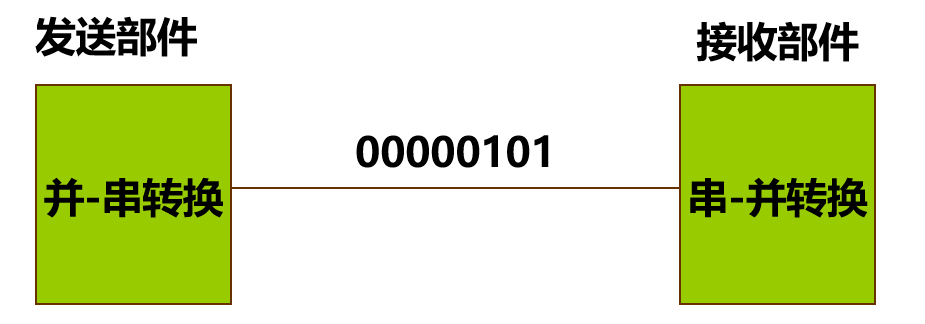 发送部件
接收部件
00000101
并-串转换
串-并转换